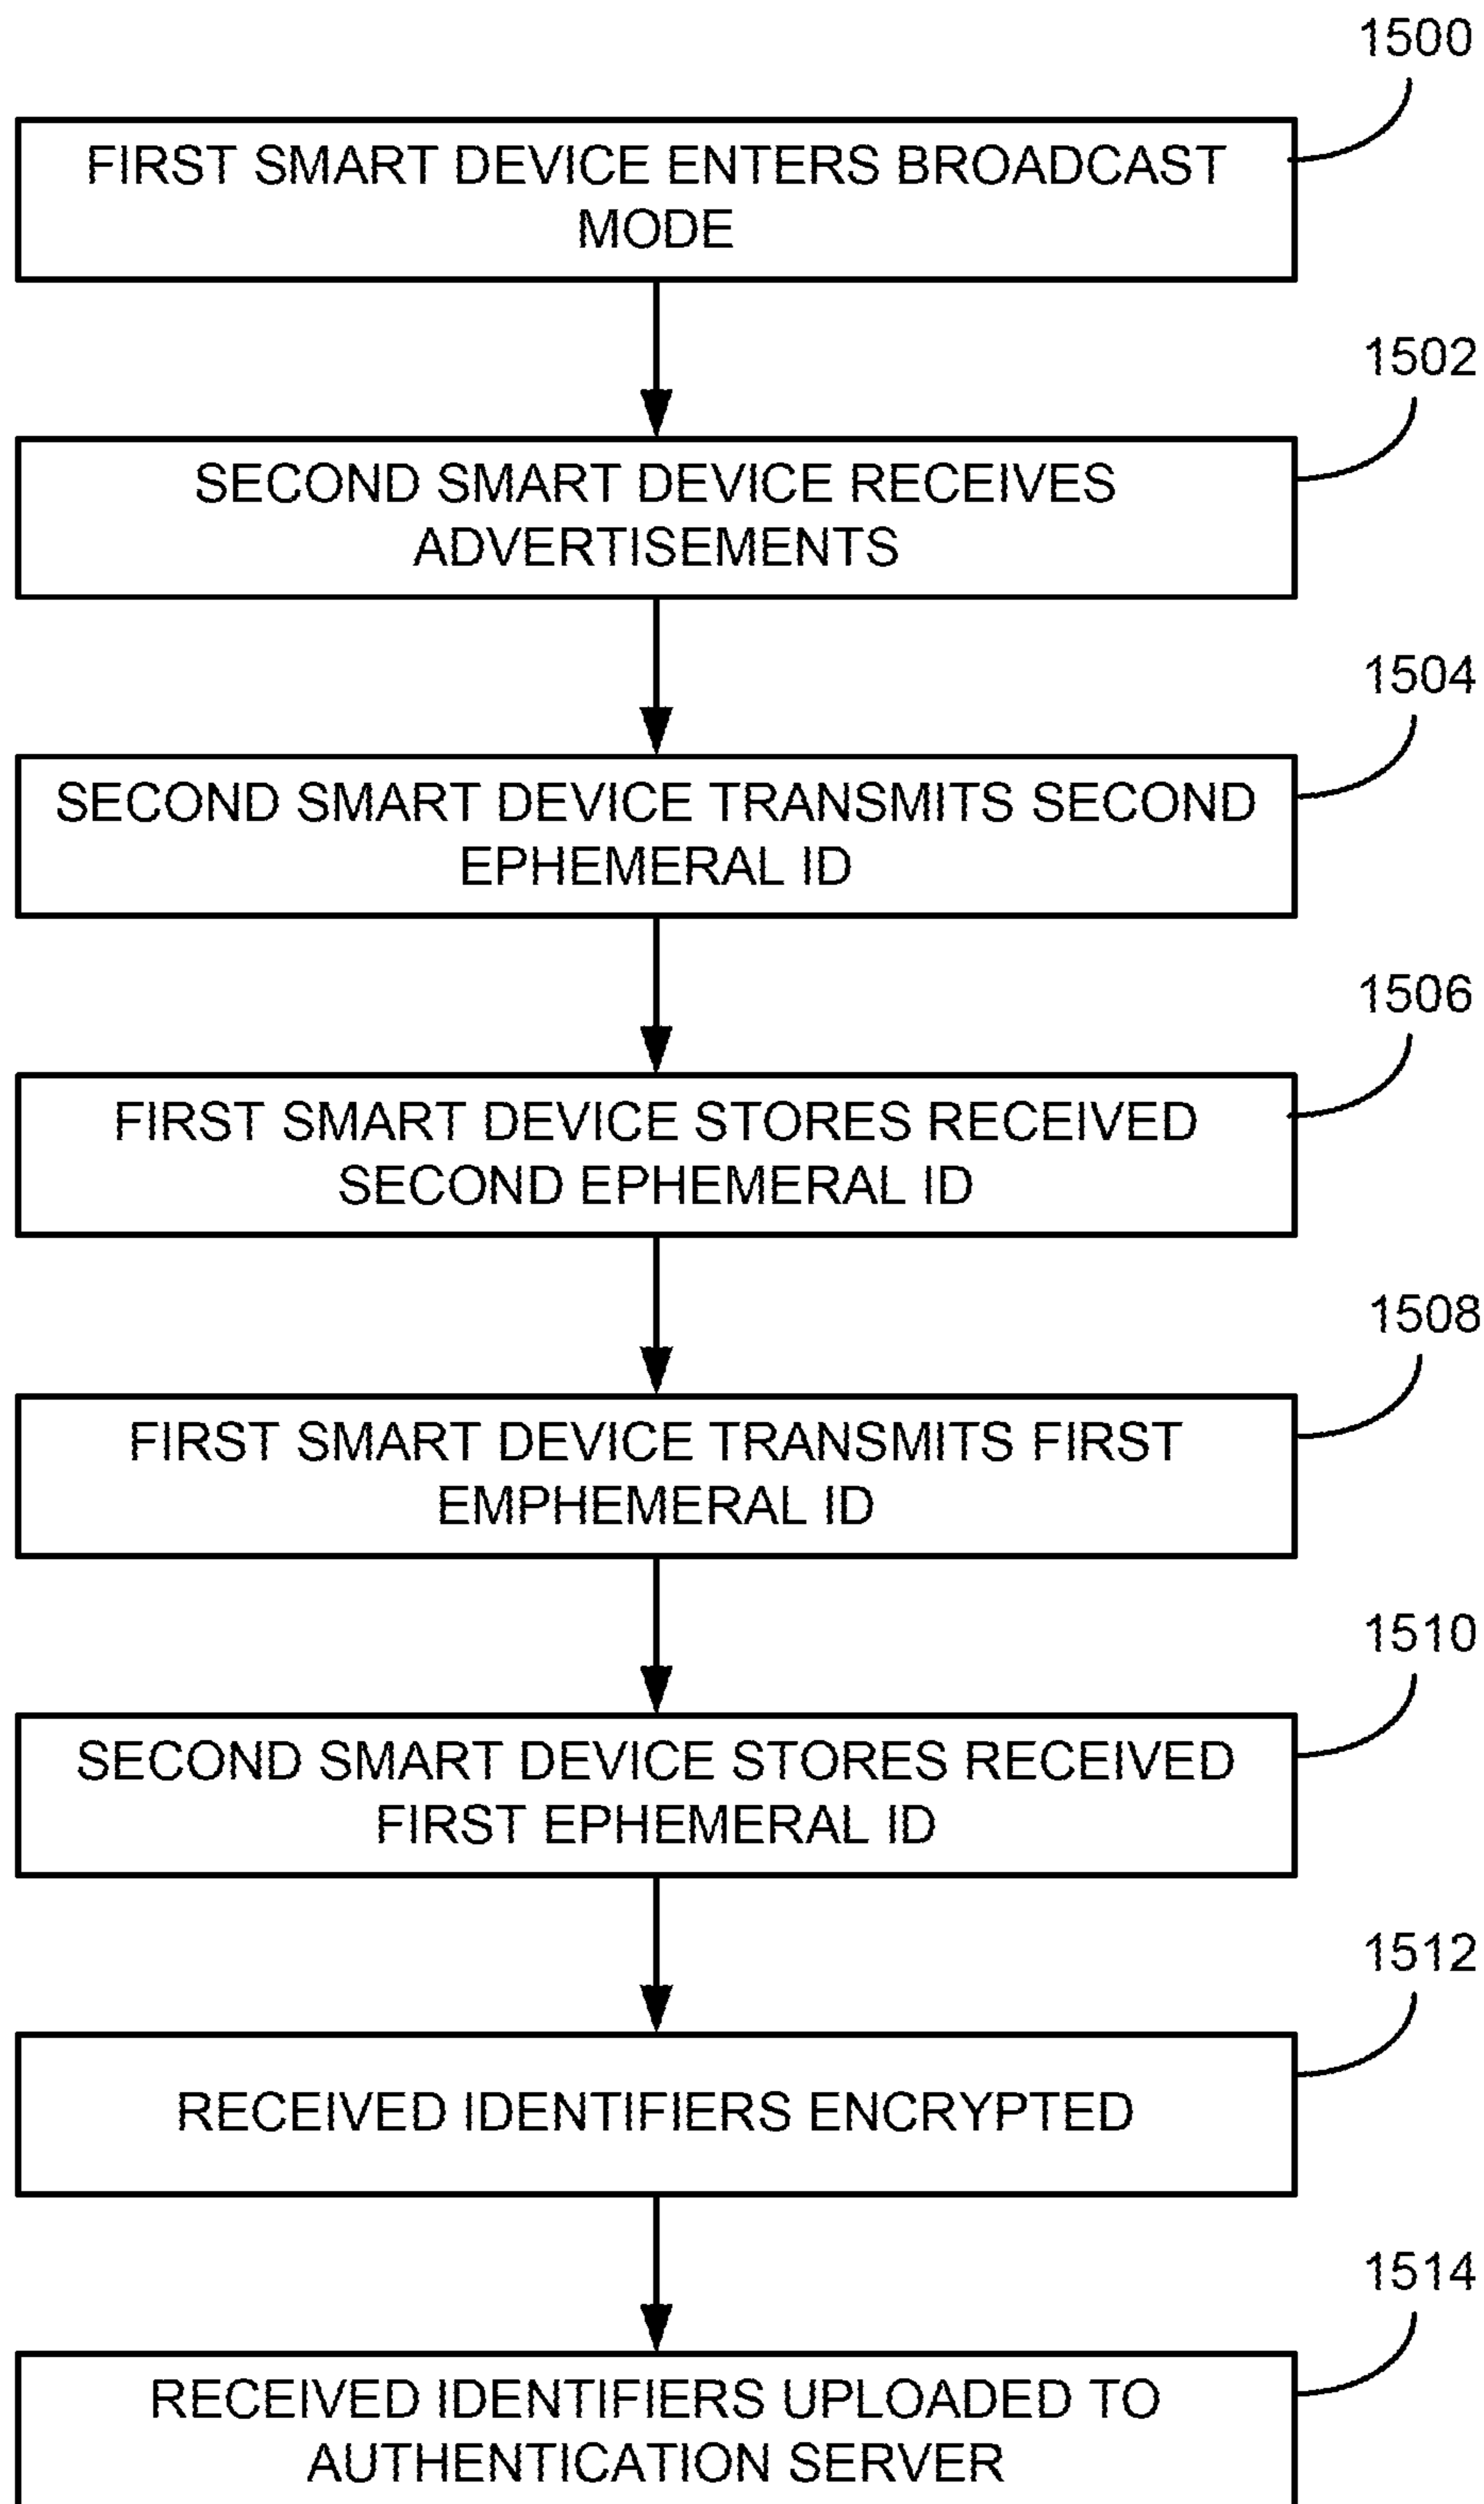 1500
FIRST SMART DEVICE ENTERS BROADCAST
MODE
1502
SECOND SMART DEVICE RECEIVES
ADVERTISEMENTS
1504
SECOND SMART DEVICE TRANSMITS SECOND
EPHEMERAL ID
1506
FIRST SMART DEVICE STORES RECEIVED
SECOND EPHEMERAL ID
1508
FIRST SMART DEVICE TRANSMITS FIRST
EMPHEMERAL ID
1510
SECOND SMART DEVICE STORES RECEIVED
FIRST EPHEMERAL ID
1512
RECEIVED IDENTIFIERS ENCRYPTED
1514
RECEIVED IDENTIFIERS UPLOADED TO
AUTHENTICATION SERVER